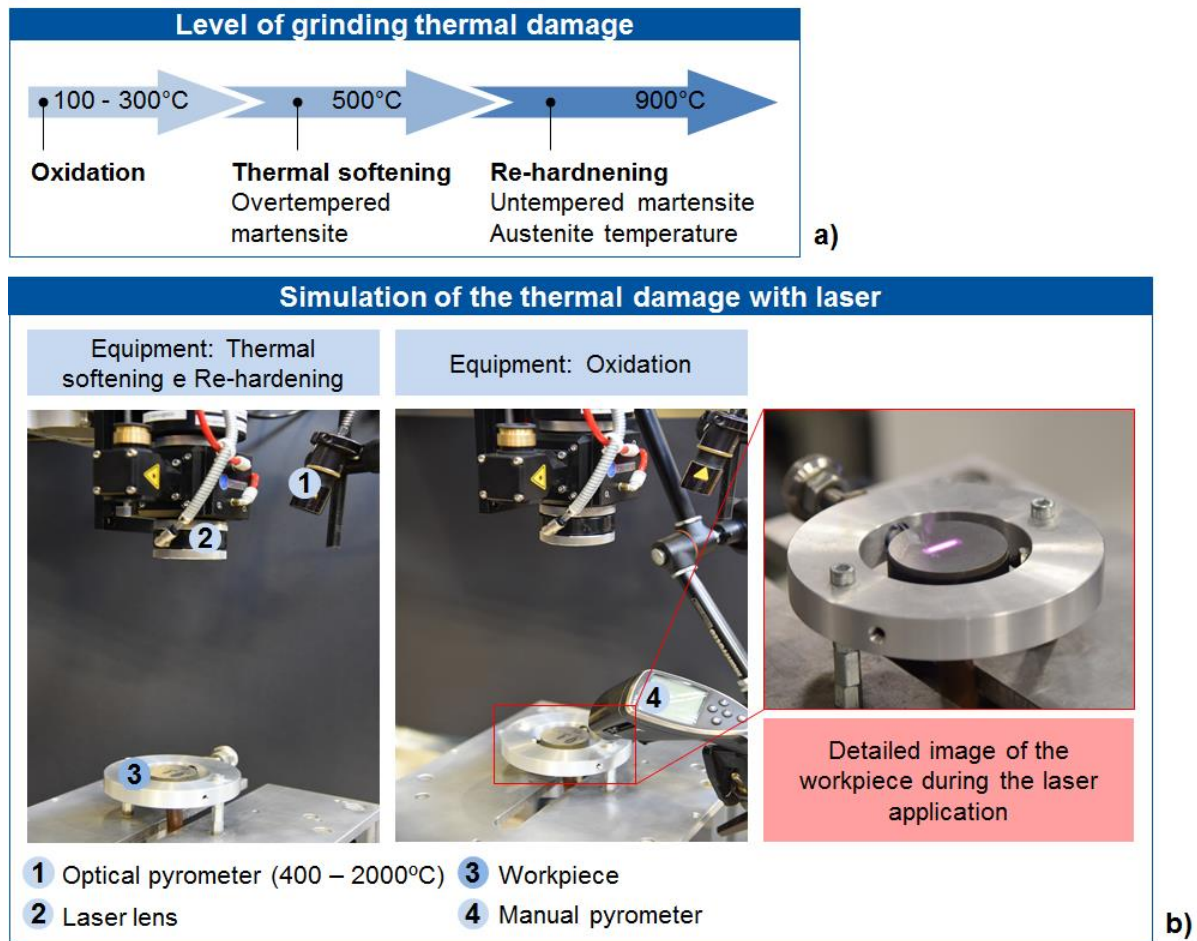 Level of grinding thermal damage
100 - 300°C
500°C
900°C
Oxidation
Thermal softening
Overtempered
martensite
Re-hardnening
Untempered martensite
Austenite temperature
a)
Simulation of the thermal damage with laser
Equipment: Thermal
softening e Re-hardening
Equipment: Oxidation
1
2
3
4
Detailed image of the
workpiece during the laser
application
1 Optical pyrometer (400 – 2000ºC)
2 Laser lens
3 Workpiece
4 Manual pyrometer
b)